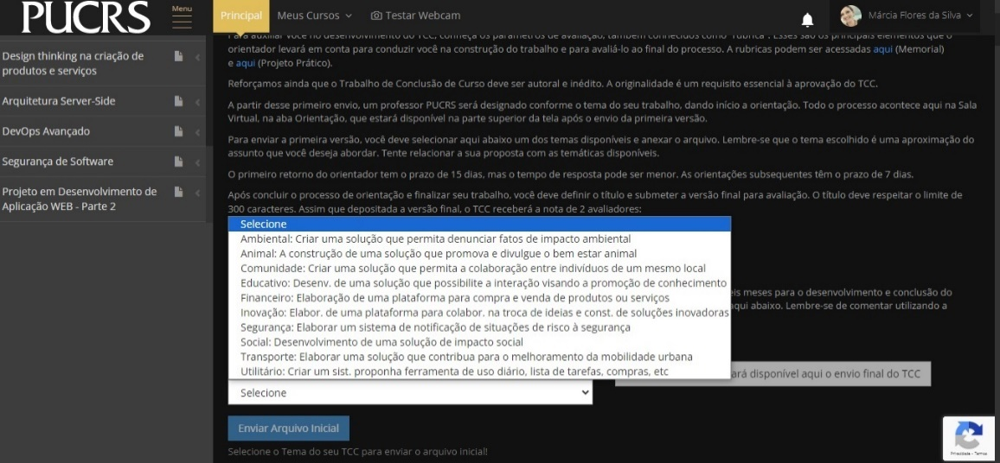 PUCRS
Menu
Principal
Meus Cursos
Testar Webcam
Márcia Flores da Silva
Design thinking na criação de
produtos e serviços
Arquitetura Server-Side
DevOps Avançado
Segurança de Software
Projeto em Desenvolvimento de
Aplicação WEB - Parte 2
Para auxiliar você no desenvolvimento do TCC, conheça os parâmetros de avaliação, também conhecidos como "rubrica". Esses são os principais elementos que o
orientador levará em conta para conduzir você na construção do trabalho e para avaliá-lo ao final do processo. A rubricas podem ser acessadas aqui (Memorial)
e aqui (Projeto Prático).
Reforçamos ainda que o Trabalho de Conclusão de Curso deve ser autoral e inédito. A originalidade é um requisito essencial à aprovação do TCC.
A partir desse primeiro envio, um professor PUCRS será designado conforme o tema do seu trabalho, dando início a orientação. Todo o processo acontece aqui na Sala
Virtual, na aba Orientação, que estará disponível na parte superior da tela após o envio da primeira versão.
Para enviar a primeira versão, você deve selecionar aqui abaixo um dos temas disponíveis e anexar o arquivo. Lembre-se que o tema escolhido é uma aproximação do
assunto que você deseja abordar. Tente relacionar a sua proposta com as temáticas disponíveis.
O primeiro retorno do orientador tem o prazo de 15 dias, mas o tempo de resposta pode ser menor. As orientações subsequentes têm o prazo de 7 dias.
Após concluir o processo de orientação e finalizar seu trabalho, você deve definir o título e submeter a versão final para avaliação. O título deve respeitar o limite de
300 caracteres. Assim que depositada a versão final, o TCC receberá a nota de 2 avaliadores:
Selecione
Ambiental: Criar uma solução que permita denunciar fatos de impacto ambiental
Animal: A construção de uma solução que promova e divulgue o bem estar animal
Comunidade: Criar uma solução que permita a colaboração entre indivíduos de um mesmo local
Educativo: Desenv. de uma solução que possibilite a interação visando a promoção de conhecimento
Financeiro: Elaboração de uma plataforma para compra e venda de produtos ou serviços
Inovação: Elabor. de uma plataforma para colabor. na troca de ideias e const. de soluções inovadoras
Segurança: Elaborar um sistema de notificação de situações de risco à segurança
Social: Desenvolvimento de uma solução de impacto social
Transporte: Elaborar uma solução que contribua para o melhoramento da mobilidade urbana
Utilitário: Criar um sist. proponha ferramenta de uso diário, lista de tarefas, compras, etc
eis meses para o desenvolvimento e conclusão do
qui abaixo. Lembre-se de comentar utilizando a
ará disponível aqui o envio final do TCC
Selecione
Enviar Arquivo Inicial
Selecione o Tema do seu TCC para enviar o arquivo inicial!
Privacidade - Termos